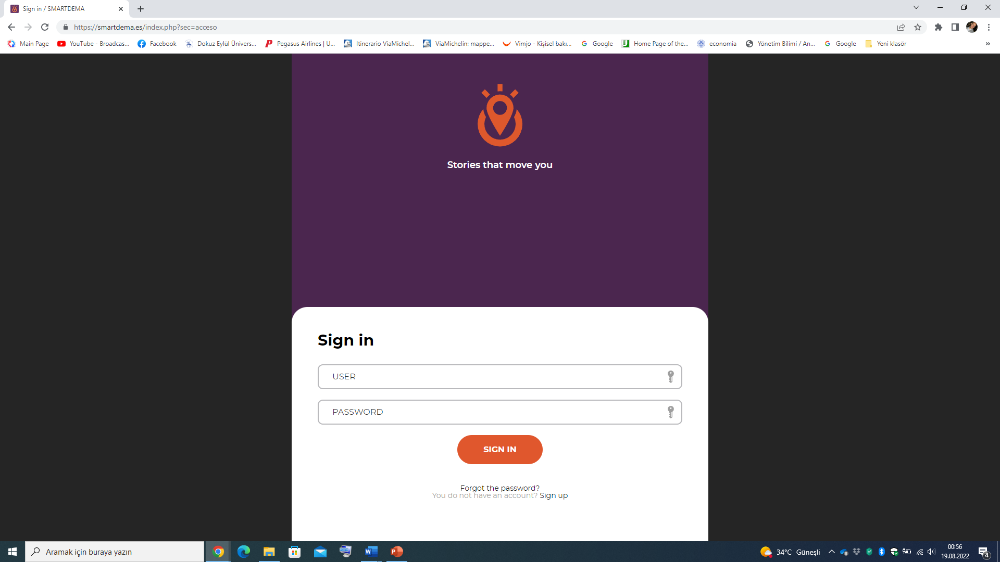 Sign in / SMARTDEMA
https://smartdema.es/index.php?sec=acceso
Main Page YouTube - Broadcas... Facebook Dokuz EylülÜnivers... Pegasus Airlines | U... Itinerario ViaMichel... ViaMichelin: mappe... Vimjo - Kişisel bakı... Google Home Page of the... economia Yönetim Bilimi / An... Google Yeni klasör »
Stories that move you
Sign in
USER
PASSWORD
SIGN IN
Forgot the password?
You do not have an account? Sign up
Aramak için buraya yazın
34°C Güneşli
00:56
19.08.2022
4